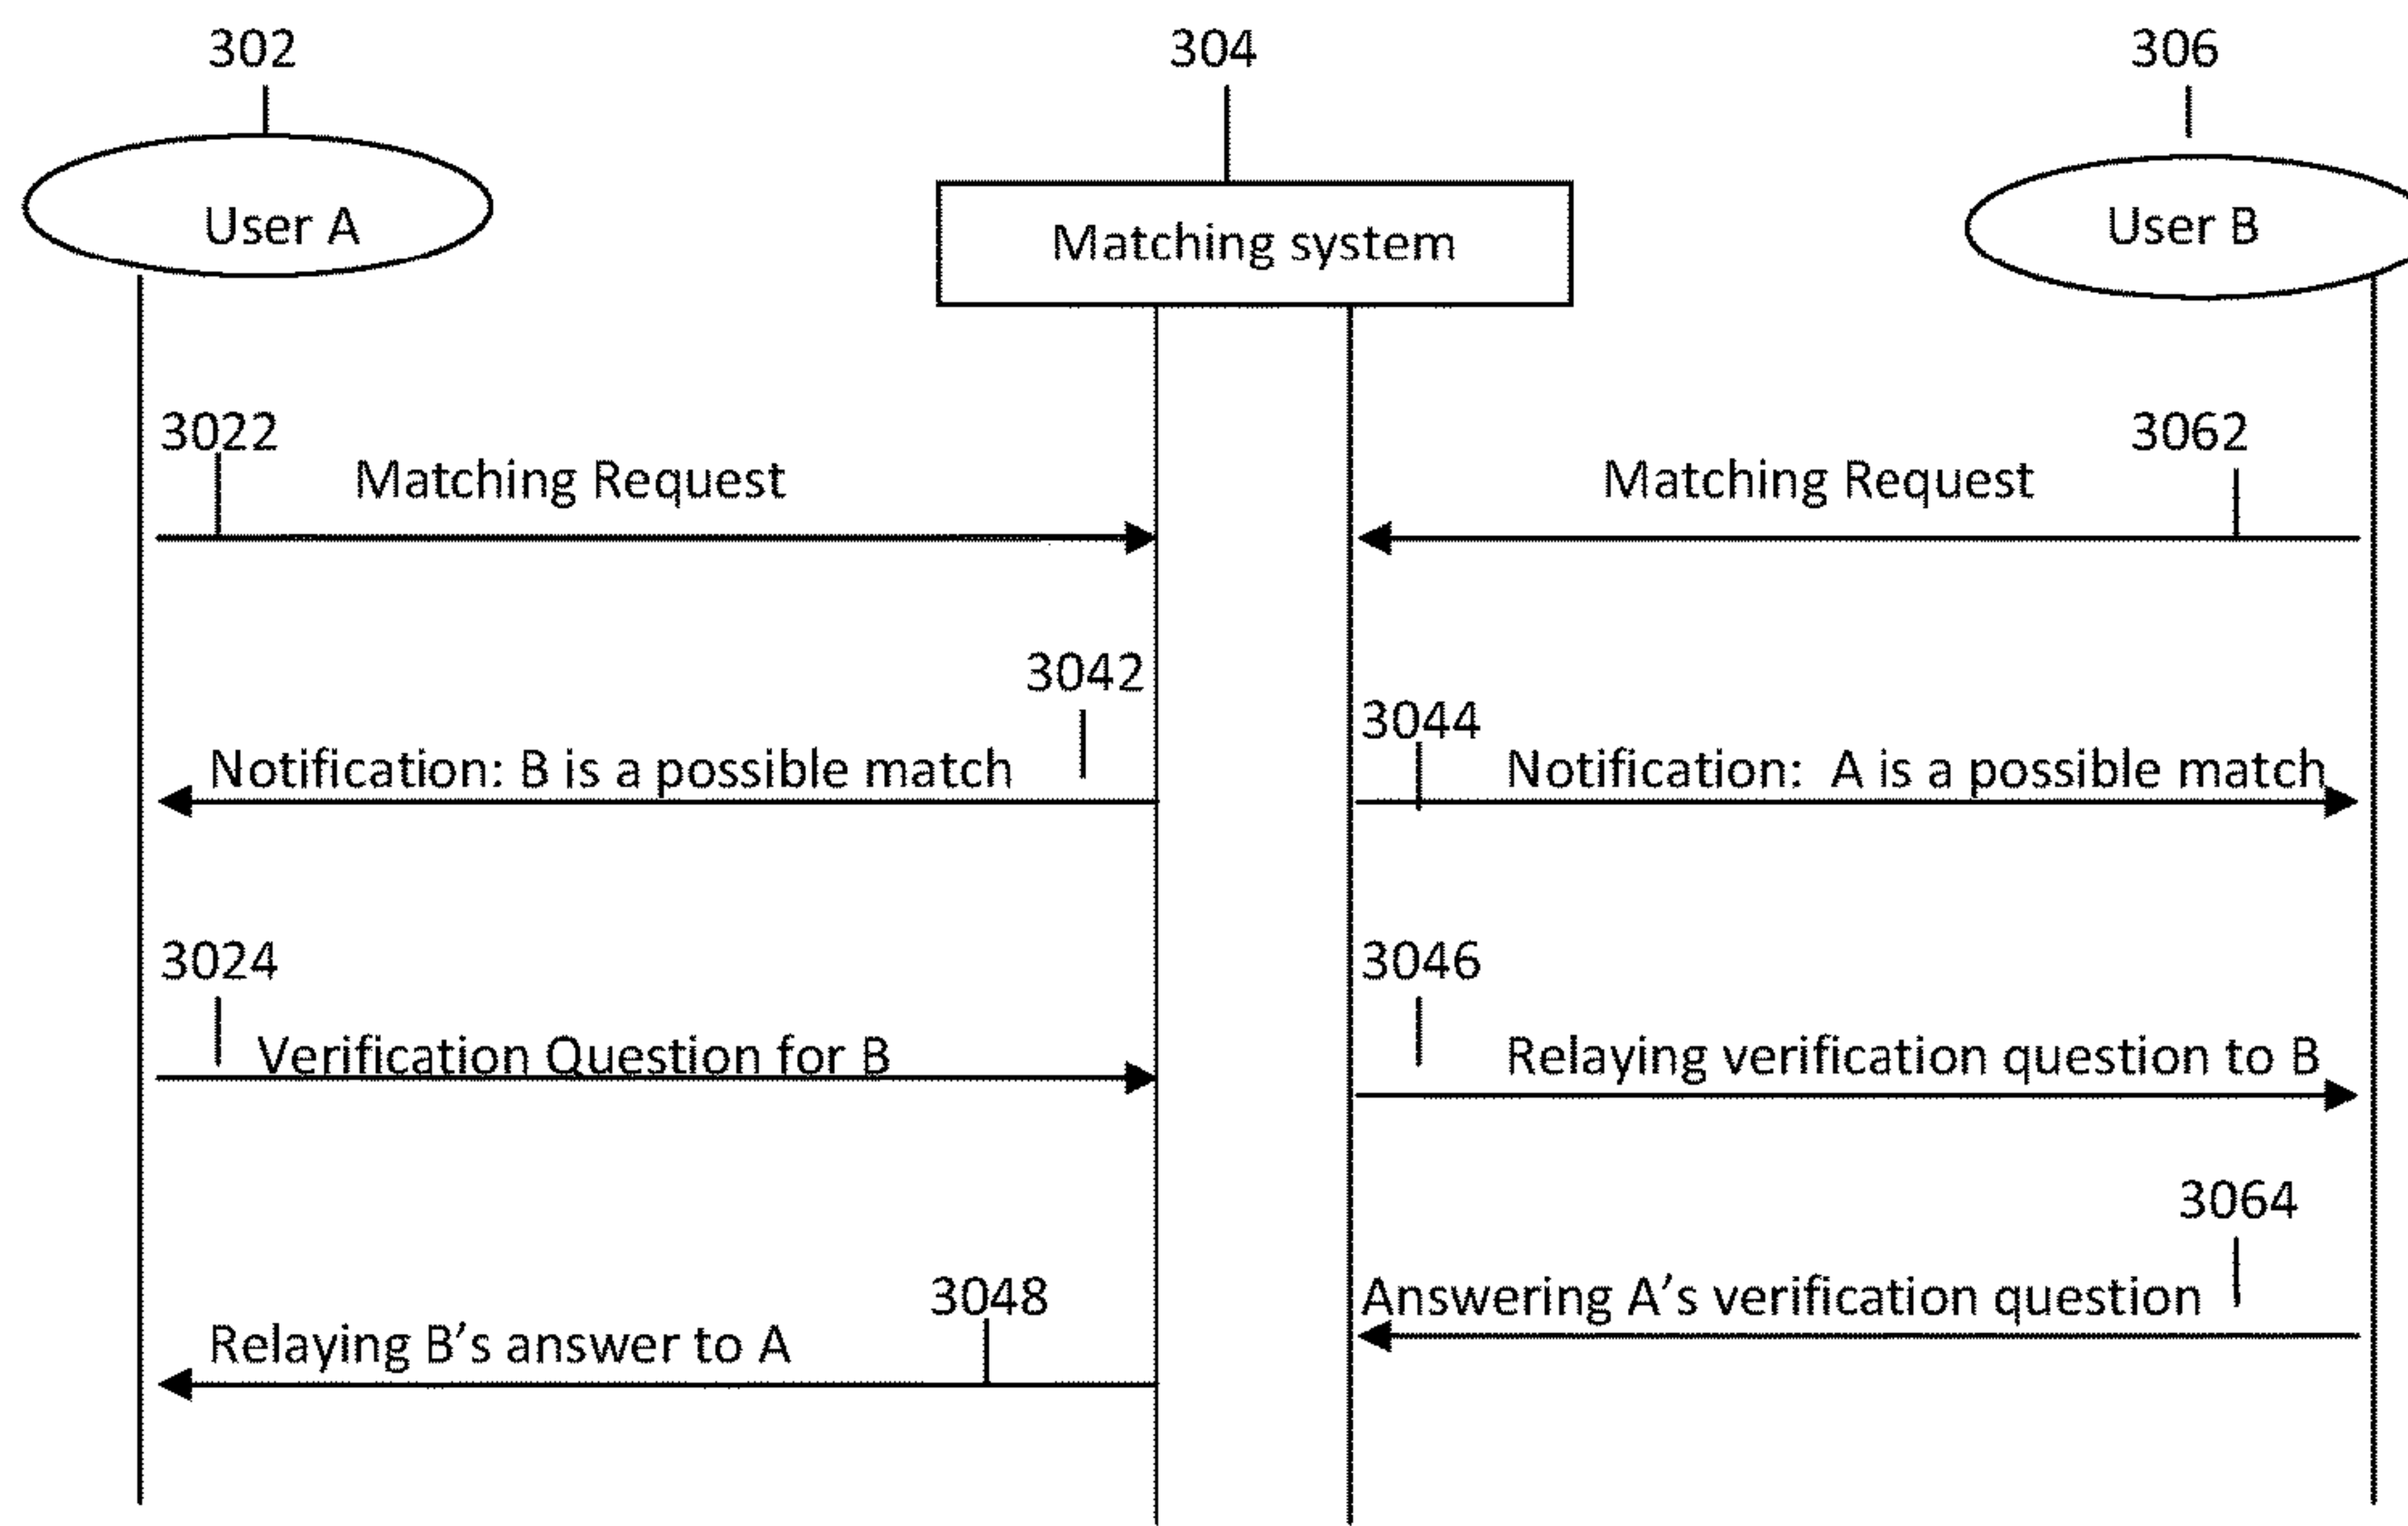 302
304
306
User A
Matching system
User B
3022
3062
Matching Request
Matching Request
3042
3044
Notification: B is a possible match
Notification:  A is a possible match
3024
3046
Verification Question for B
Relaying verification question to B
3064
3048
Answering A’s verification question
Relaying B’s answer to A